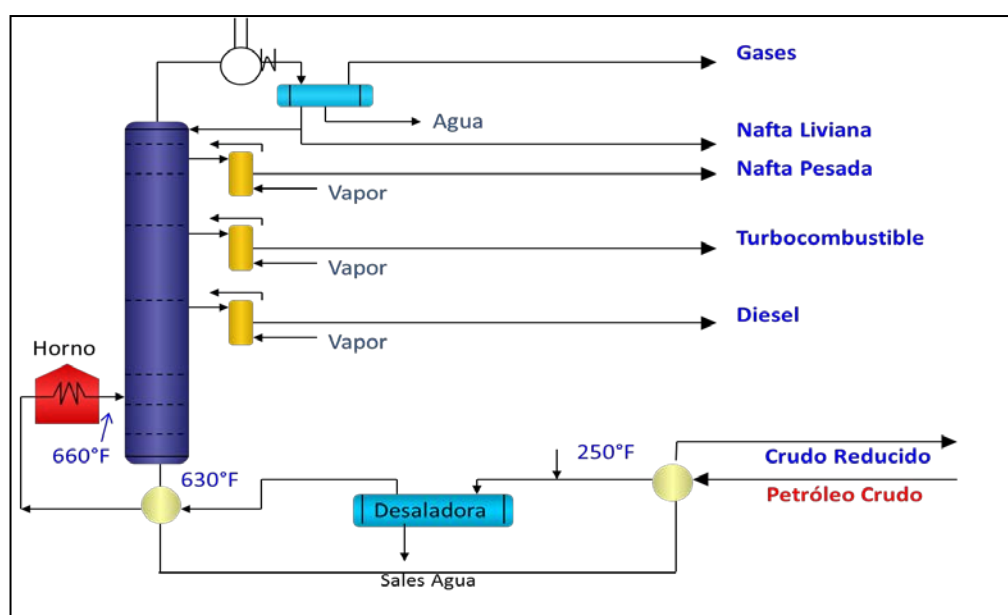 Gases
Agua
Nafta Liviana
Nafta Pesada
Vapor
Turbocombustible
Vapor
Diesel
Vapor
Horno
660°F
630°F
250°F
Crudo Reducido
Petróleo Crudo
Desaladora
Sales Agua